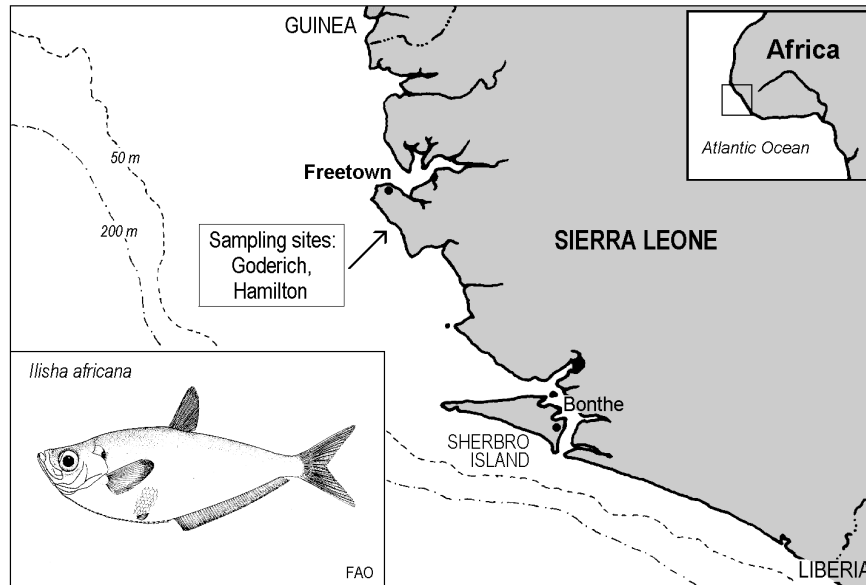 GUINEA
Africa
Atlantic Ocean
50 m
Freetown
200 m
Sampling sites:
Goderich,
Hamilton
SIERRA LEONE
Ilisha africana
Bonthe
SHERBRO
ISLAND
FAO
LIBERIA